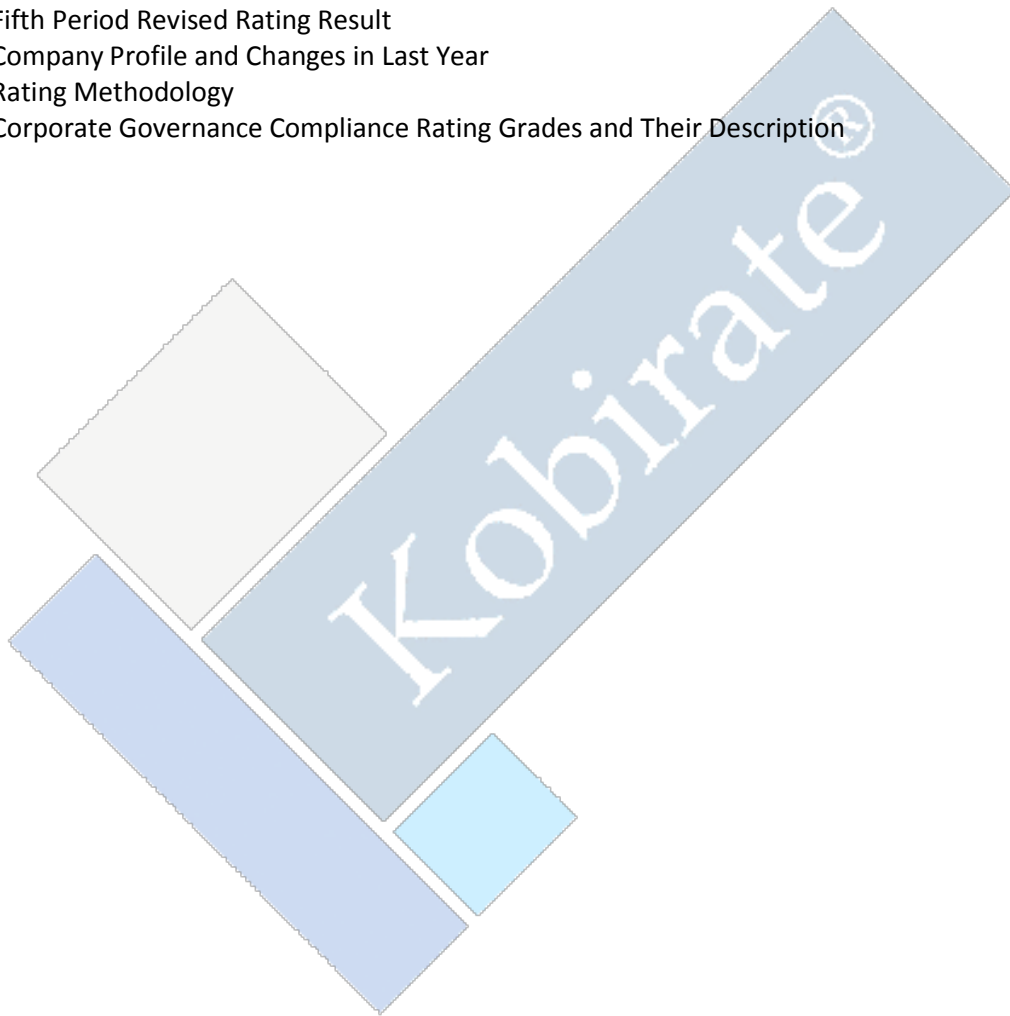 Fifth Period Revised Rating Result
Company Profile and Changes in Last Year
Rating Methodology
Corporate Governance Compliance Rating Grades and Their Description
Kobirate®